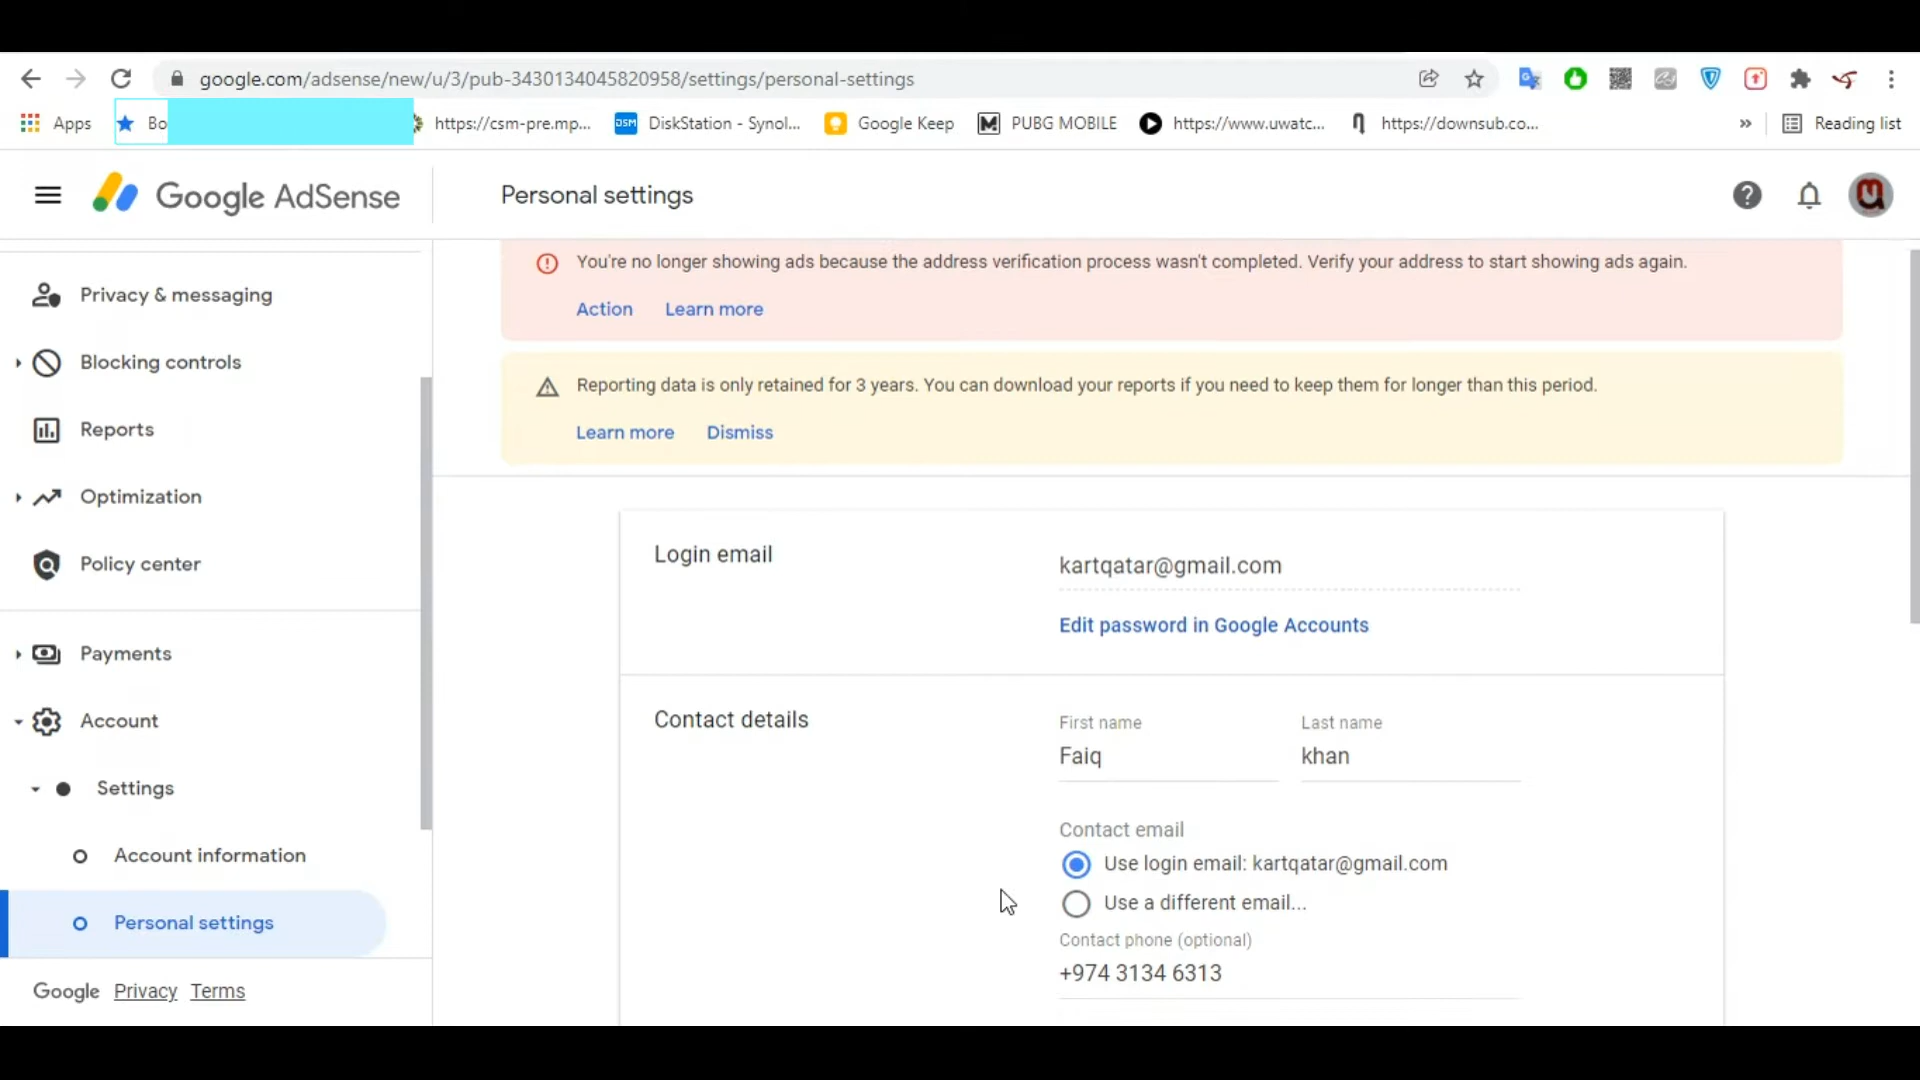 google.com/adsense/new/u/3/pub-3430134045820958/settings/personal-settings
Apps
Bo
https://csm-pre.mp...
DSM
DiskStation - Synol...
Google Keep
PUBG MOBILE
https://www.uwatc...
https://downsub.co...
»
Reading list
Google AdSense
Personal settings
Privacy & messaging
Blocking controls
Reports
Optimization
Policy center
Payments
Account
Settings
Account information
Personal settings
Google Privacy Terms
You're no longer showing ads because the address verification process wasn't completed. Verify your address to start showing ads again.
Action Learn more
Reporting data is only retained for 3 years. You can download your reports if you need to keep them for longer than this period.
Learn more Dismiss
Login email
kartqatar@gmail.com
Edit password in Google Accounts
Contact details
First name Last name
Faiq khan
Contact email
Use login email: kartqatar@gmail.com
Use a different email...
Contact phone (optional)
+974 3134 6313